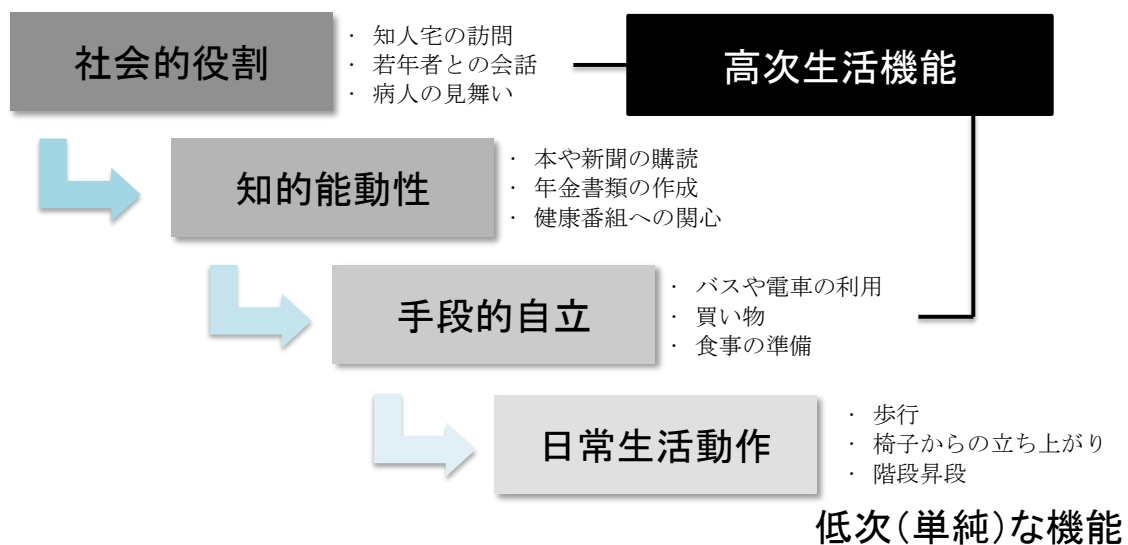 社会的役割
· 知人宅の訪問
· 若年者との会話
· 病人の見舞い
高次生活機能
知的能動性
· 本や新聞の購読
· 年金書類の作成
· 健康番組への関心
手段的自立
· バスや電車の利用
· 買い物
· 食事の準備
日常生活動作
· 歩行
· 椅子からの立ち上がり
· 階段昇段
低次(単純)な機能